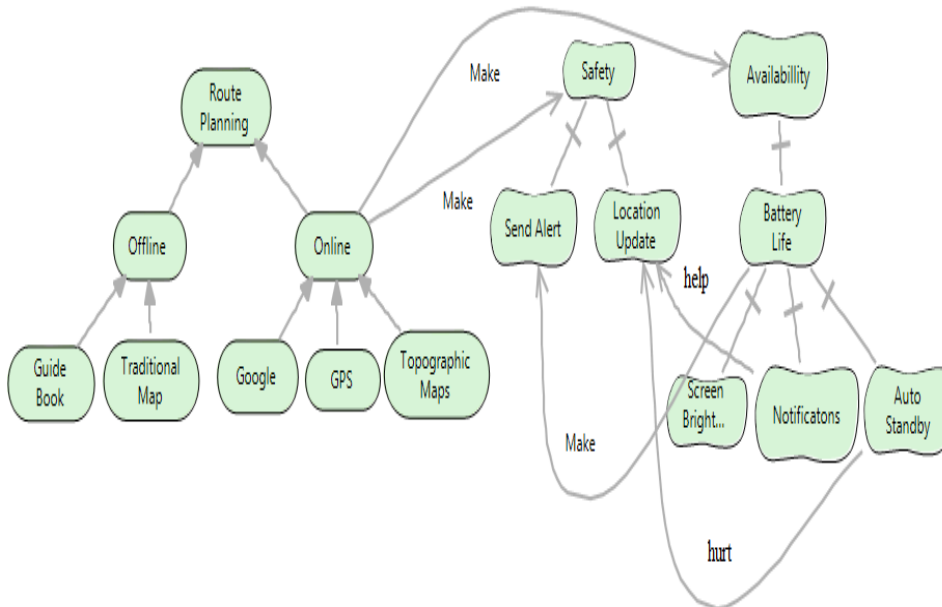 Make
Safety
Availabillity
Route
Planning
Make
Send Alert
Location
Update
Battery
Life
Offline
Online
help
Guide
Book
Traditional
Map
Google
GPS
Topographic
Maps
Screen
Bright...
Notificatons
Auto
Standby
Make
hurt